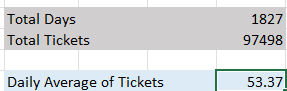 Total Days 1827
Total Tickets 97498
Daily Average of Tickets 53.37